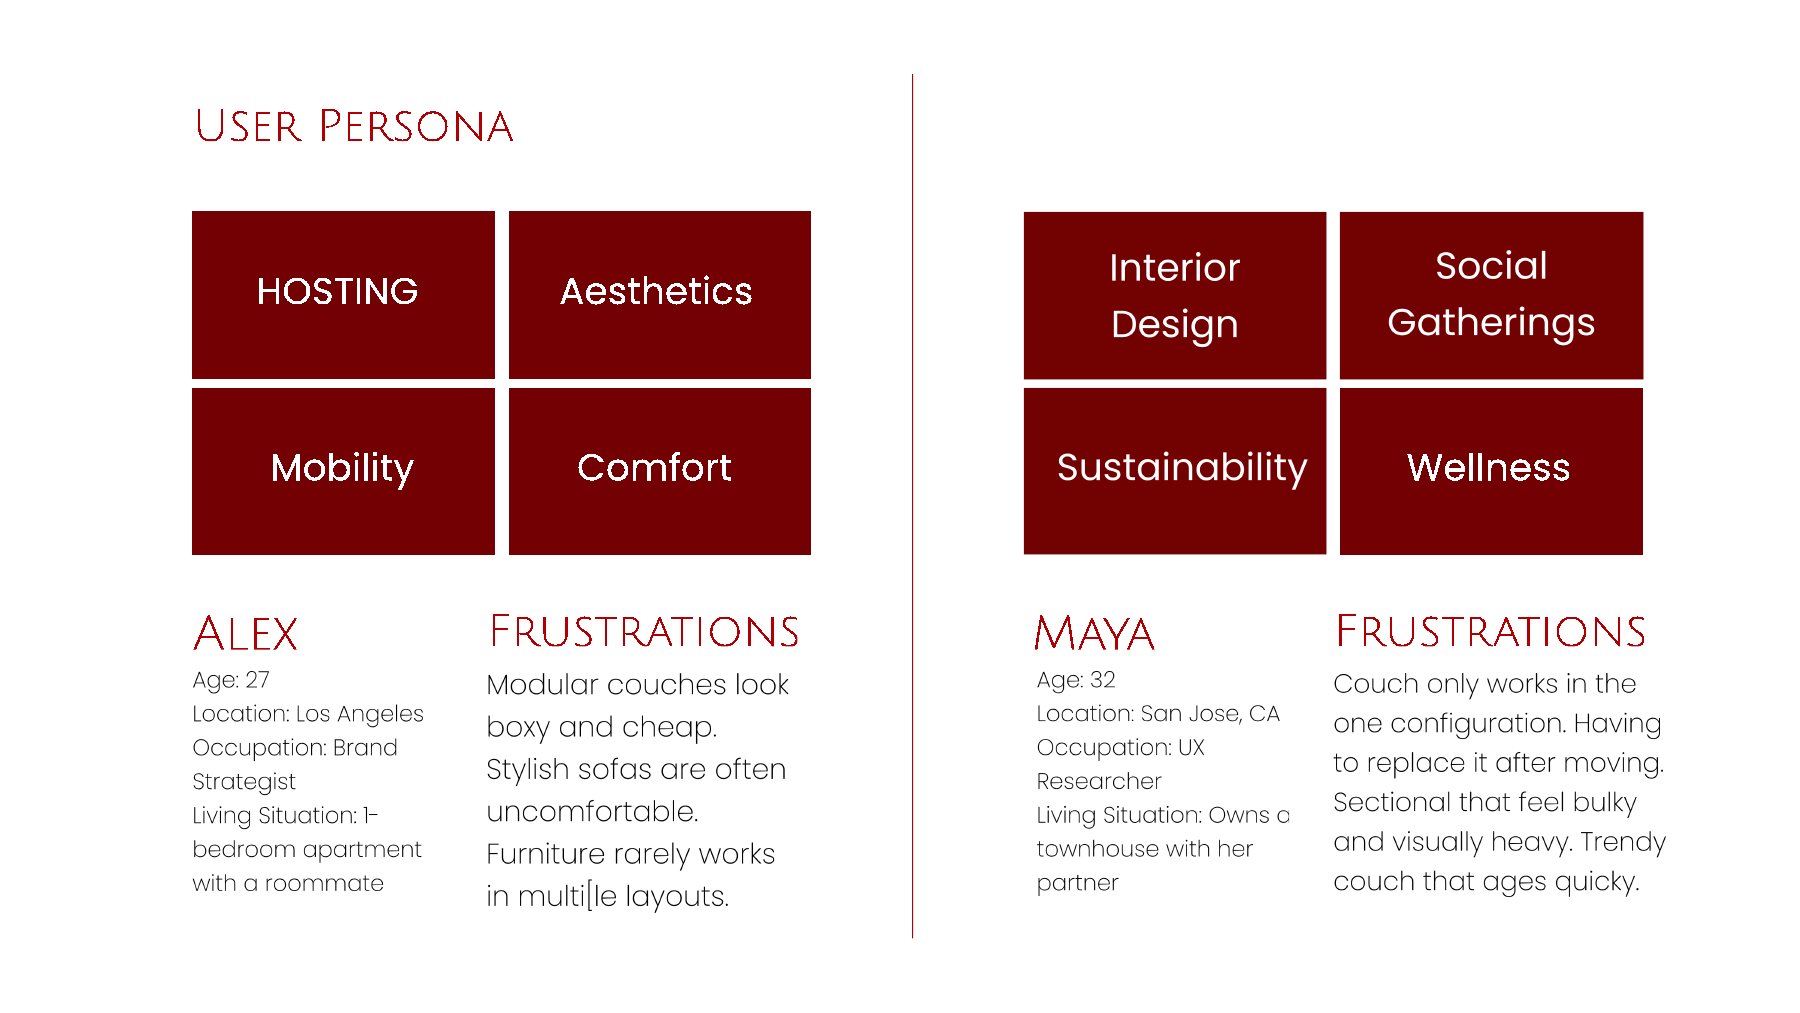 USER PERSONA
HOSTING
Aesthetics
Mobility
Comfort
ALEX
Age: 27
Location: Los Angeles
Occupation: Brand
Strategist
Living Situation: 1-
bedroom apartment
with a roommate
FRUSTRATIONS
Modular couches look
boxy and cheap.
Stylish sofas are often
uncomfortable.
Furniture rarely works
in multi[le layouts.
Interior
Design
Social
Gatherings
Sustainability
Wellness
MAYA
Age: 32
Location: San Jose, CA
Occupation: UX
Researcher
Living Situation: Owns a
townhouse with her
partner
FRUSTRATIONS
Couch only works in the
one configuration. Having
to replace it after moving.
Sectional that feel bulky
and visually heavy. Trendy
couch that ages quicky.